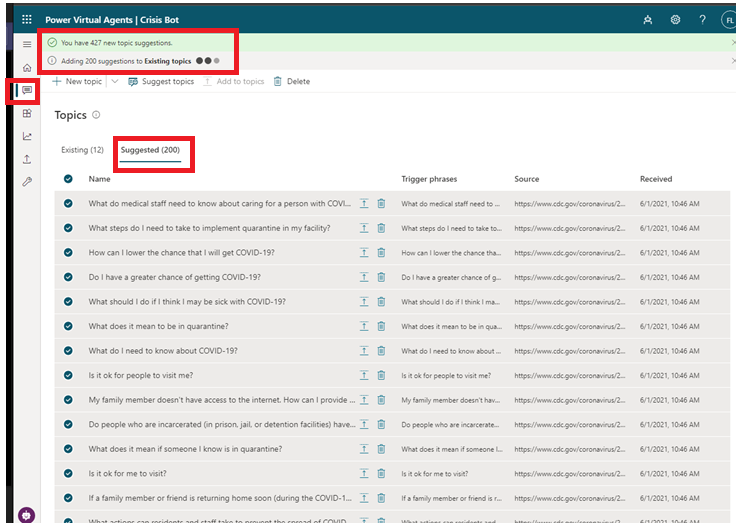 Power Virtual Agents | Crisis Bot
FL
You have 427 new topic suggestions.
Adding 200 suggestions to Existing topics
New topic Suggest topics Add to topics Delete
Topics
Existing (12) Suggested (200)
Name Trigger phrases Source Received
What do medical staff need to know about caring for a person with COVI... What do medical staff need to ... https://www.cdc.gov/coronavirus/2... 6/1/2021, 10:46 AM
What steps do I need to take to implement quarantine in my facility? What steps do I need to take to... https://www.cdc.gov/coronavirus/2... 6/1/2021, 10:46 AM
How can I lower the chance that I will get COVID-19? How can I lower the chance tha... https://www.cdc.gov/coronavirus/2... 6/1/2021, 10:46 AM
Do I have a greater chance of getting COVID-19? Do I have a greater chance of g... https://www.cdc.gov/coronavirus/2... 6/1/2021, 10:46 AM
What should I do if I think I may be sick with COVID-19? What should I do if I think I ma... https://www.cdc.gov/coronavirus/2... 6/1/2021, 10:46 AM
What does it mean to be in quarantine? What does it mean to be in qua... https://www.cdc.gov/coronavirus/2... 6/1/2021, 10:46 AM
What do I need to know about COVID-19? What do I need to know about ... https://www.cdc.gov/coronavirus/2... 6/1/2021, 10:46 AM
Is it ok for people to visit me? Is it ok for people to visit me? https://www.cdc.gov/coronavirus/2... 6/1/2021, 10:46 AM
My family member doesn't have access to the internet. How can I provide ... My family member doesn't have... https://www.cdc.gov/coronavirus/2... 6/1/2021, 10:46 AM
Do people who are incarcerated (in prison, jail, or detention facilities) have... Do people who are incarcerate... https://www.cdc.gov/coronavirus/2... 6/1/2021, 10:46 AM
What does it mean if someone I know is in quarantine? What does it mean if someone I... https://www.cdc.gov/coronavirus/2... 6/1/2021, 10:46 AM
Is it ok for me to visit? Is it ok for me to visit? https://www.cdc.gov/coronavirus/2... 6/1/2021, 10:46 AM
If a family member or friend is returning home soon (during the COVID-1... If a family member or friend is r... https://www.cdc.gov/coronavirus/2... 6/1/2021, 10:46 AM
What actions can residents and staff take to prevent the spread of COVID... What actions can residents and... https://www.cdc.gov/coronavirus/2... 6/1/2021, 10:46 AM